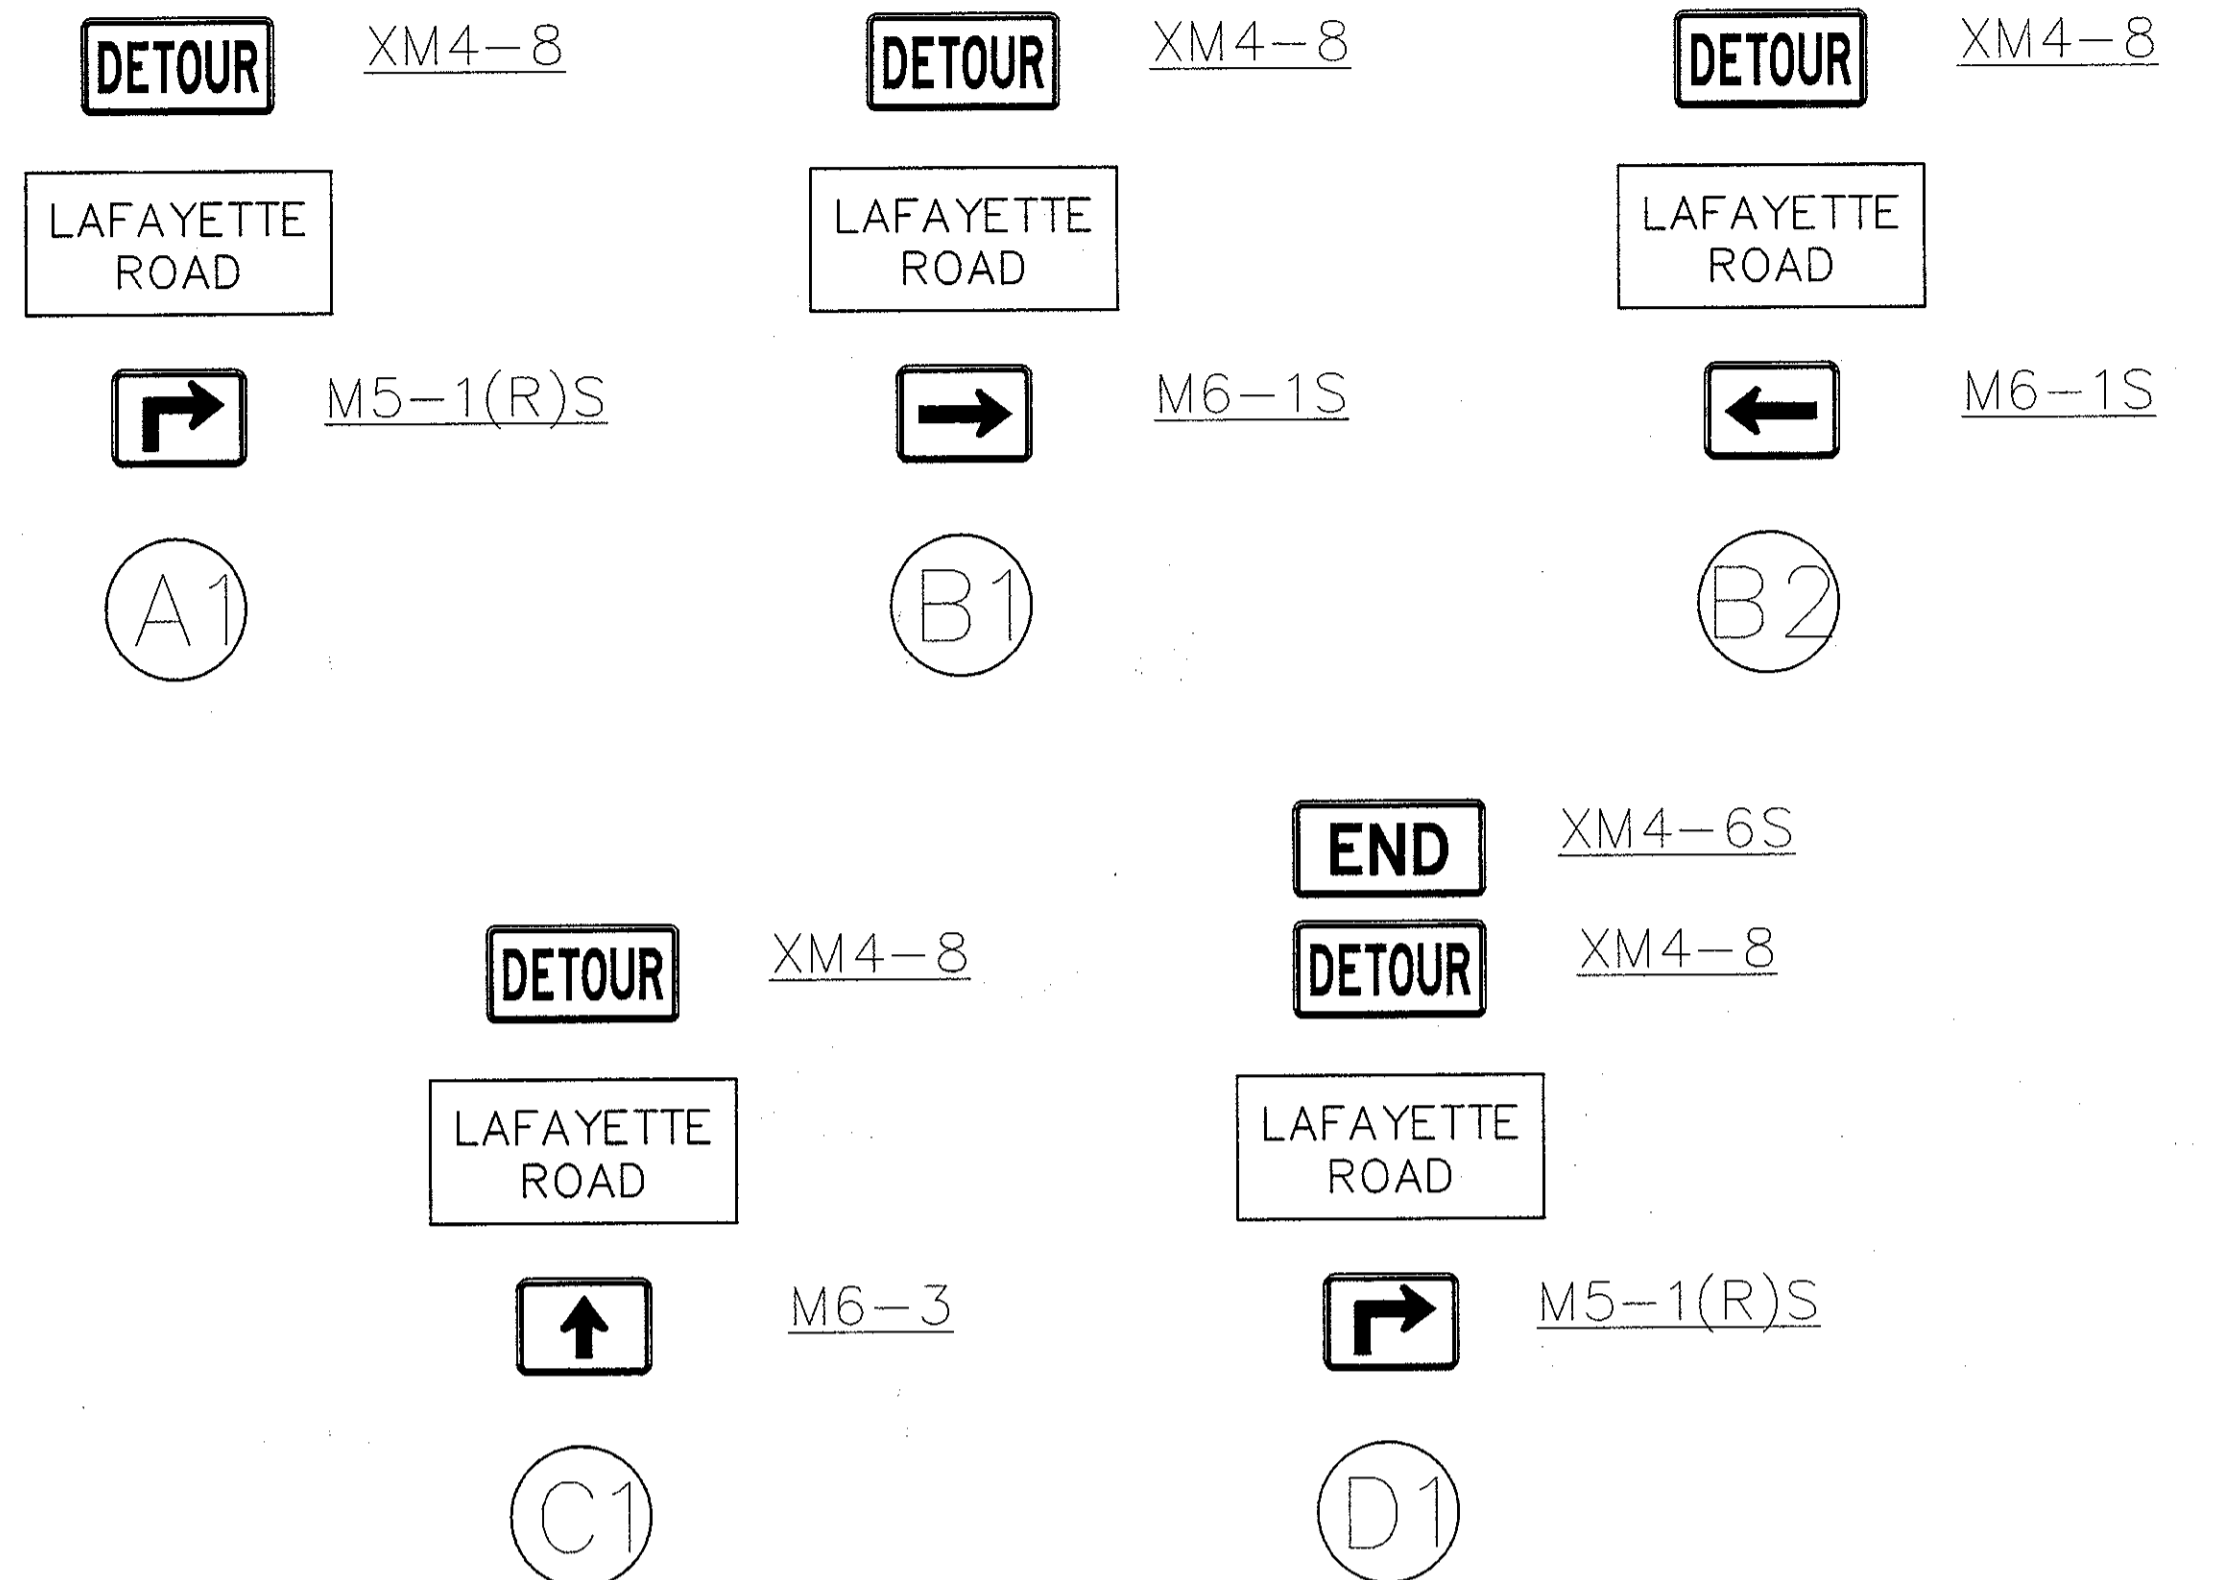 DETOUR XM4-8
LAFAYETTE
ROAD
M5-1(R)S
A1
DETOUR XM4-8
LAFAYETTE
ROAD
M6-1S
B1
DETOUR XM4-8
LAFAYETTE
ROAD
M6-1S
B2
DETOUR XM4-8
LAFAYETTE
ROAD
M6-3
C1
END XM4-6S
DETOUR XM4-8
LAFAYETTE
ROAD
M5-1(R)S
D1